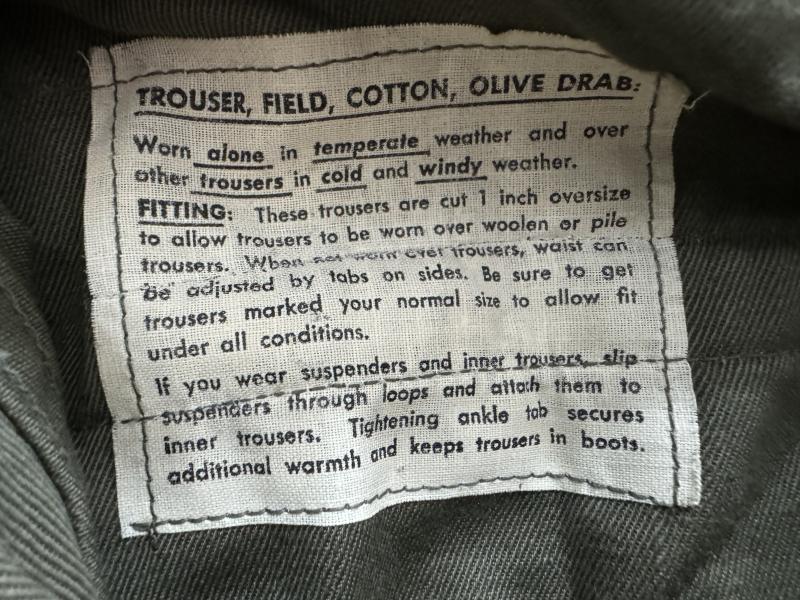 TROUSER, FIELD, COTTON, OLIVE DRAB:
Worn alone in temperate weather and over
other trousers in cold and windy weather.
FITTING: These trousers are cut 1 inch oversize
to allow trousers to be worn over woolen or pile
trousers. When not worn over trousers, waist can
be adjusted by tabs on sides. Be sure to get
trousers marked your normal size to allow fit
under all conditions.
If you wear suspenders and inner trousers, slip
suspenders through loops and attach them to
inner trousers. Tightening ankle tab secures
additional warmth and keeps trousers in boots.